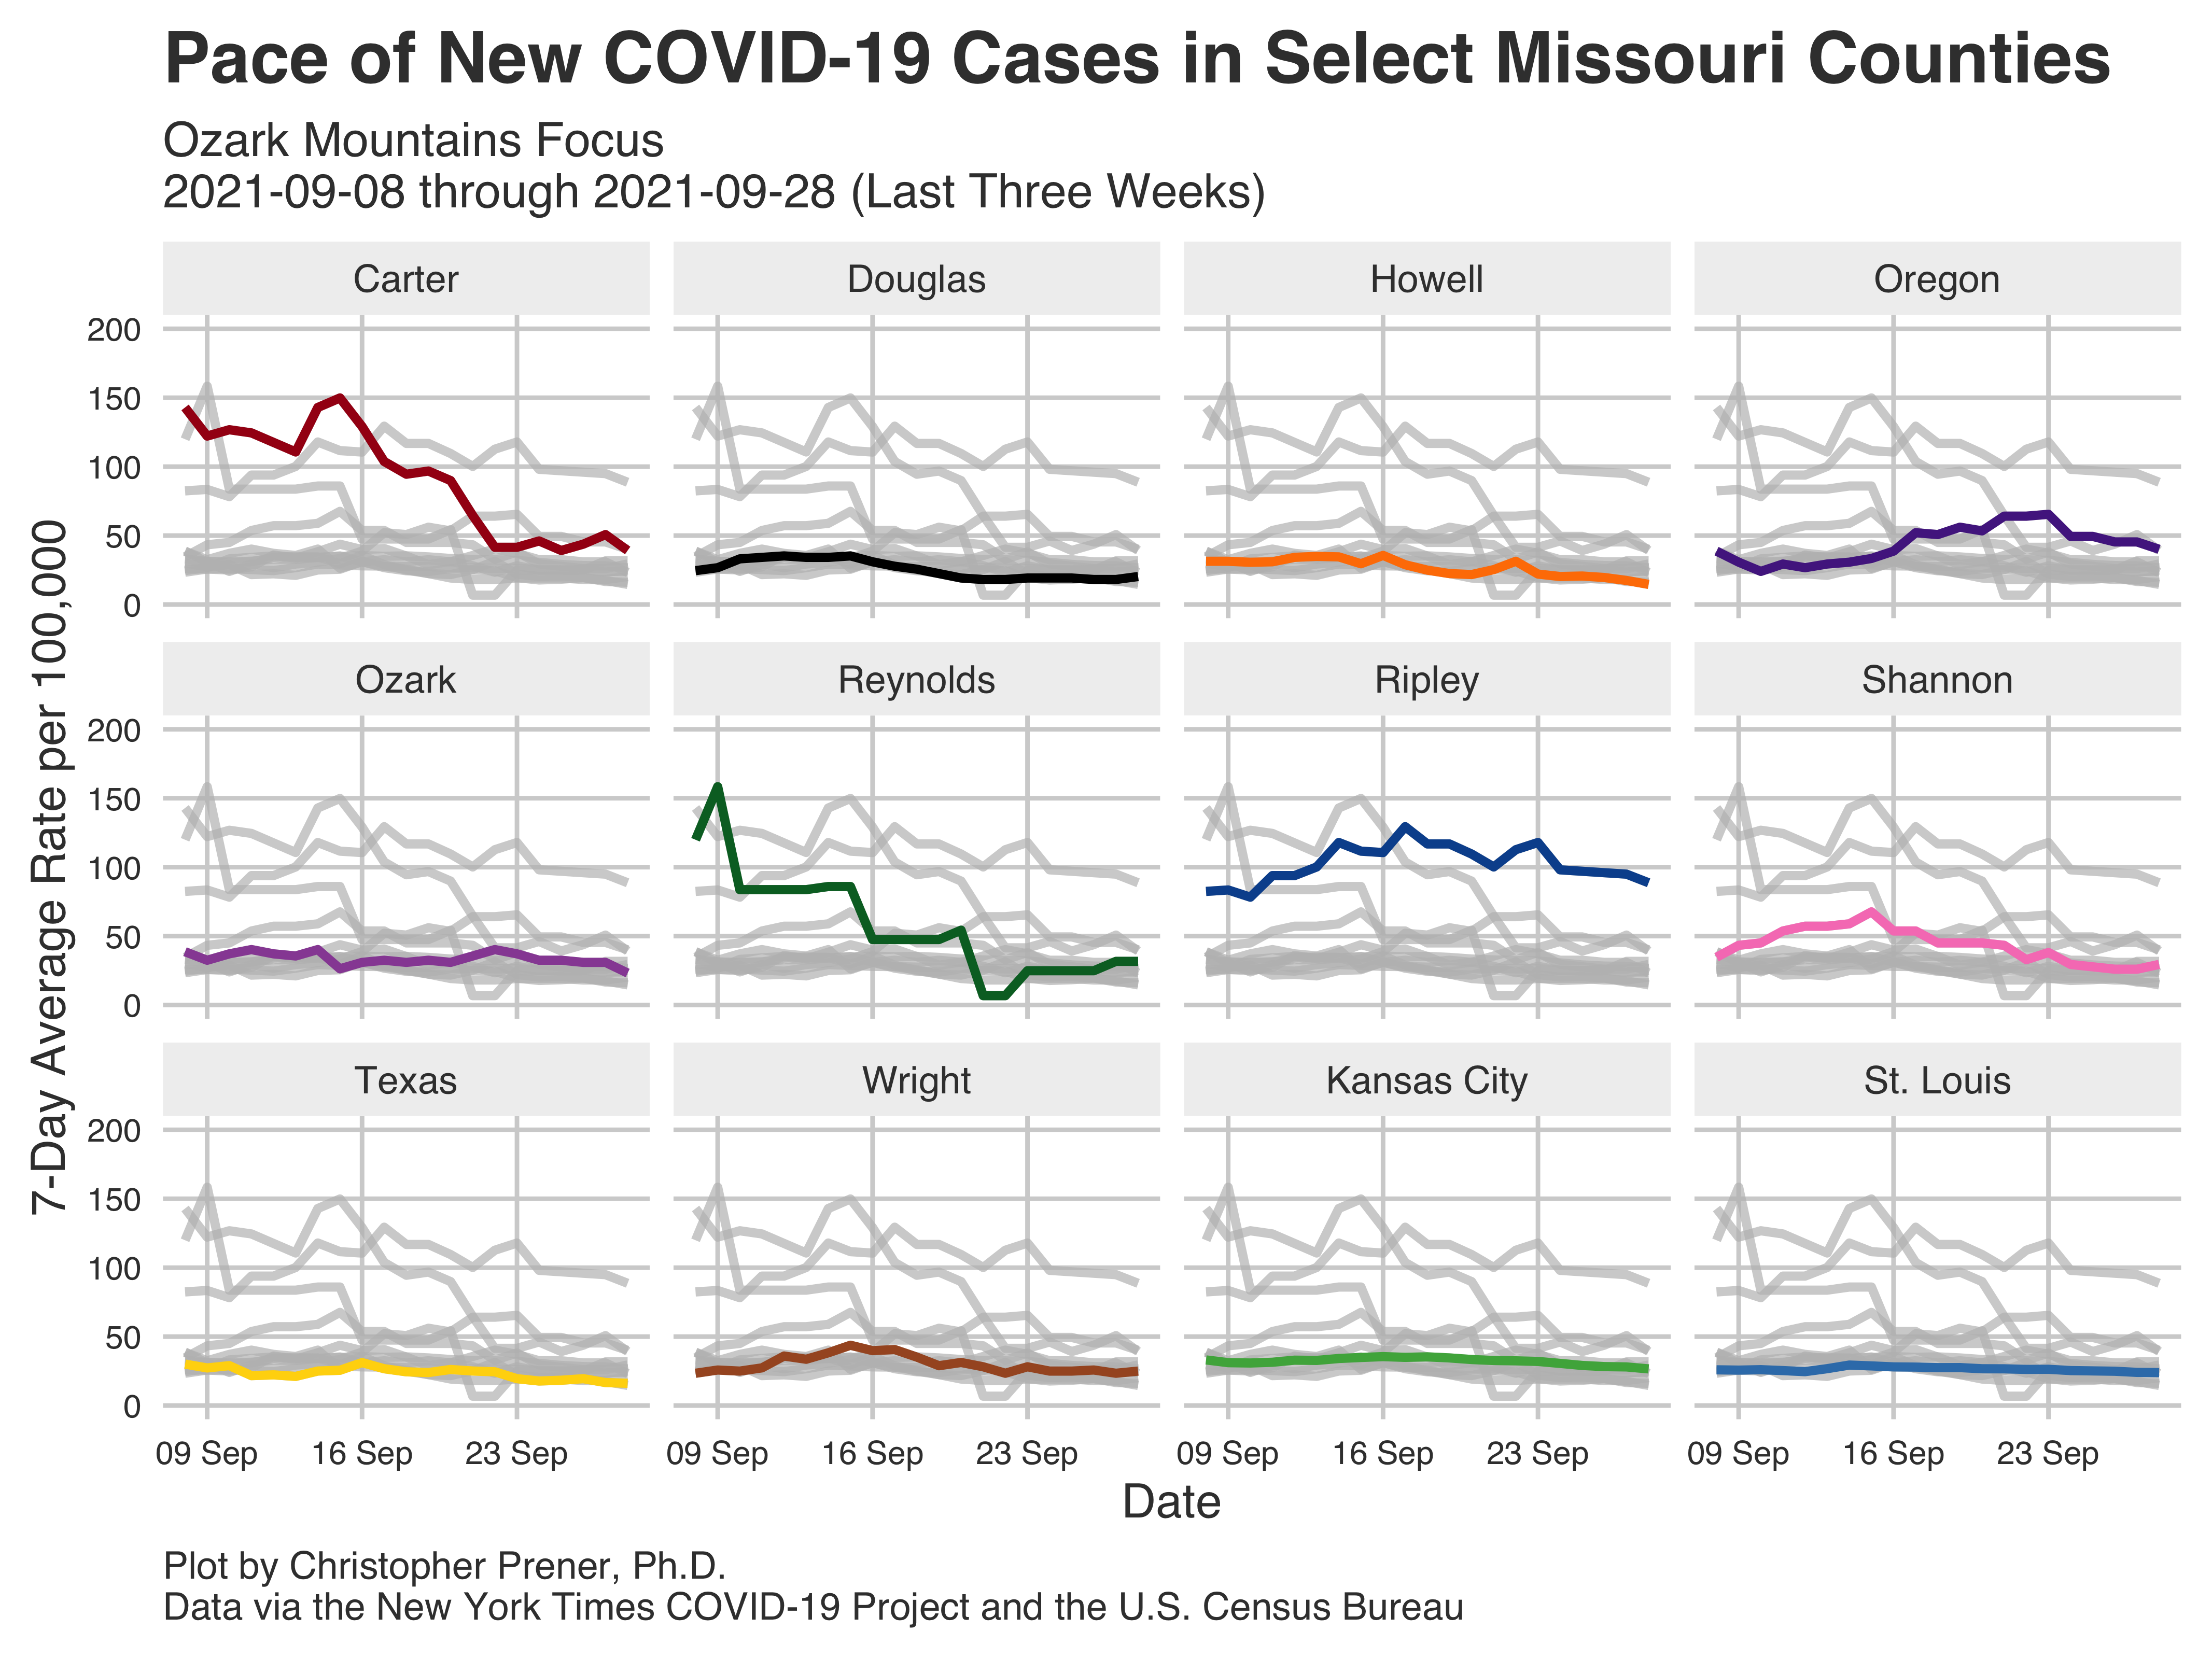 Pace of New COVID-19 Cases in Select Missouri Counties
Ozark Mountains Focus
2021-09-08 through 2021-09-28 (Last Three Weeks)
7-Day Average Rate per 100,000
Carter Douglas Howell Oregon
200
150
100
50
0
Ozark Reynolds Ripley Shannon
200
150
100
50
0
Texas Wright Kansas City St. Louis
200
150
100
50
0
09 Sep 16 Sep 23 Sep 09 Sep 16 Sep 23 Sep 09 Sep 16 Sep 23 Sep 09 Sep 16 Sep 23 Sep
Date
Plot by Christopher Prener, Ph.D.
Data via the New York Times COVID-19 Project and the U.S. Census Bureau